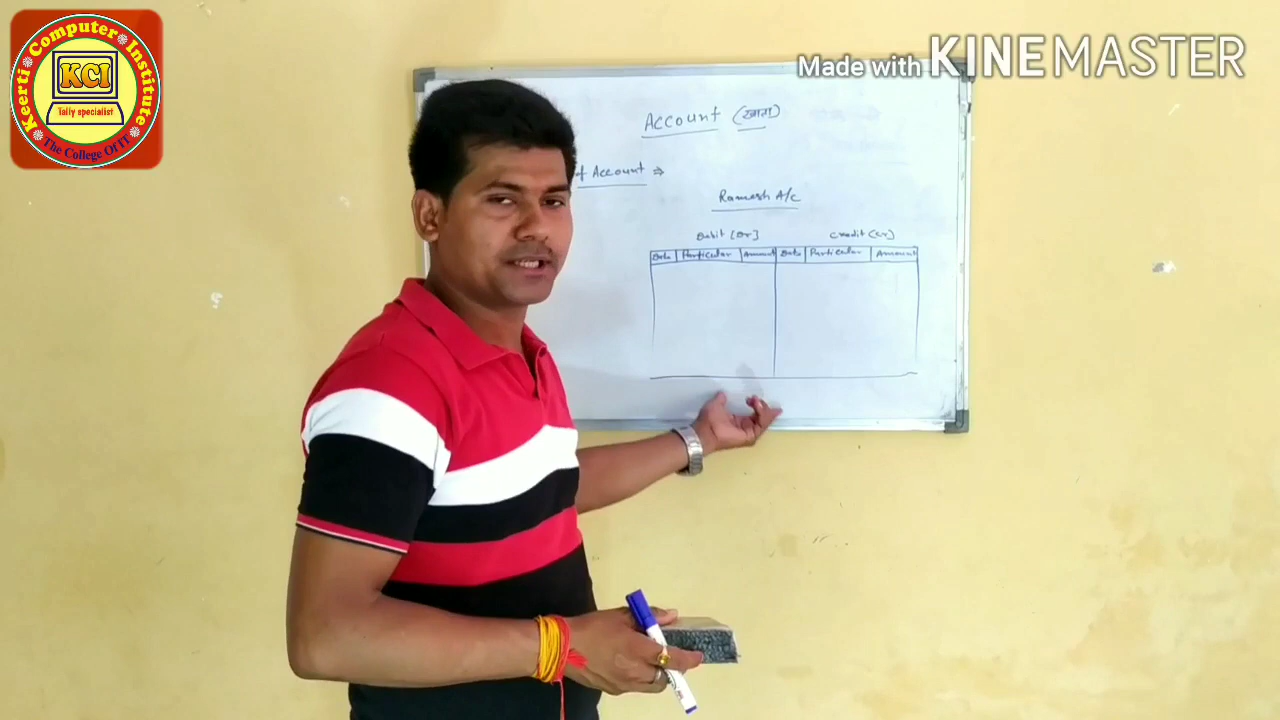 Keerti Computer Institute
KCI
Tally specialist
The College Of IT
Made with KINEMASTER
Account (खाता)
of Account ⇒
Ramesh A/c
Debit [Dr] Credit (Cr)
Date Particular Amount Date Particular Amount